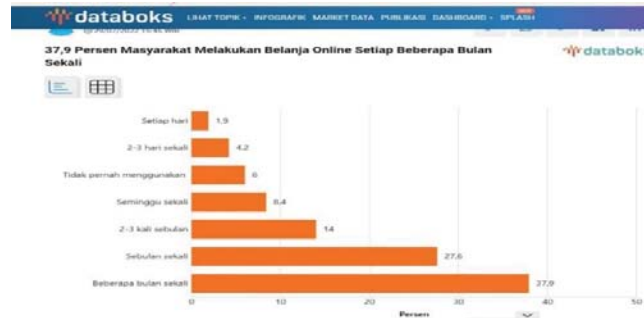 databoks
LIHAT TOPIK INFOGRAFIK MARKET DATA PUBLIKASI DASHBOARD SPLASH
37,9 Persen Masyarakat Melakukan Belanja Online Setiap Beberapa Bulan
Sekali
databok
Setiap hari 1,9
2-3 hari sekali 4,2
Tidak pernah menggunakan 6
Seminggu sekali 8,4
2-3 kali sebulan 14
Sebulan sekali 27,6
Beberapa bulan sekali 37,9
0 10 20 30 40 50
Persen